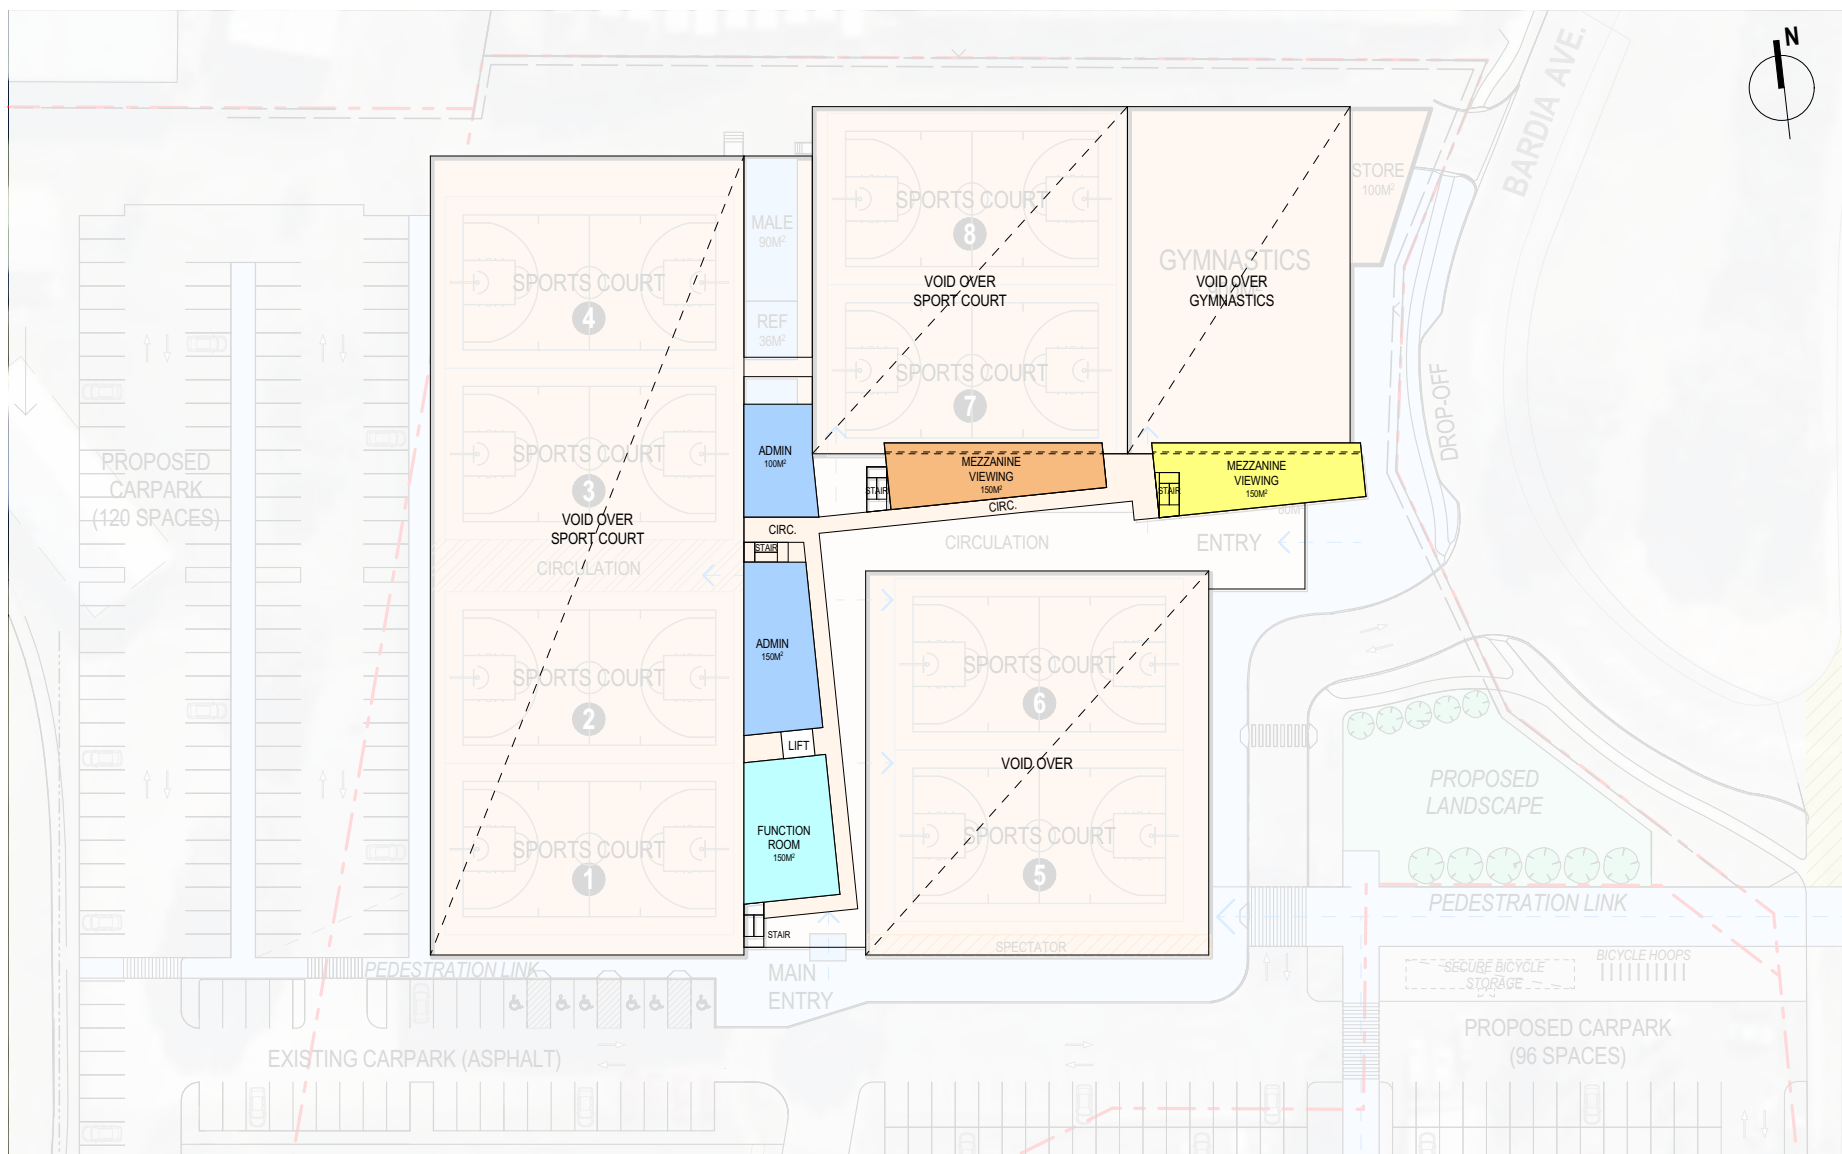 N
BARDIA AVE.
STORE
100M²
MALE
90M²
SPORTS COURT
8
GYMNASTICS
VOID OVER
SPORT COURT
VOID OVER
GYMNASTICS
SPORTS COURT
4
REF
36M²
SPORTS COURT
7
DROP-OFF
PROPOSED
CARPARK
(120 SPACES)
SPORTS COURT
3
ADMIN
100M²
MEZZANINE
VIEWING
150M²
MEZZANINE
VIEWING
150M²
STAIR
STAIR
CIRC.
VOID OVER
SPORT COURT
CIRC.
STAIR
CIRCULATION
ENTRY
CIRCULATION
ADMIN
150M²
SPORTS COURT
6
SPORTS COURT
2
LIFT
VOID OVER
PROPOSED
LANDSCAPE
FUNCTION
ROOM
150M²
SPORTS COURT
5
SPORTS COURT
1
PEDESTRATION LINK
STAIR
SPECTATOR
BICYCLE HOOPS
SECURE BICYCLE
STORAGE
PEDESTRATION LINK
MAIN
ENTRY
PROPOSED CARPARK
(96 SPACES)
EXISTING CARPARK (ASPHALT)